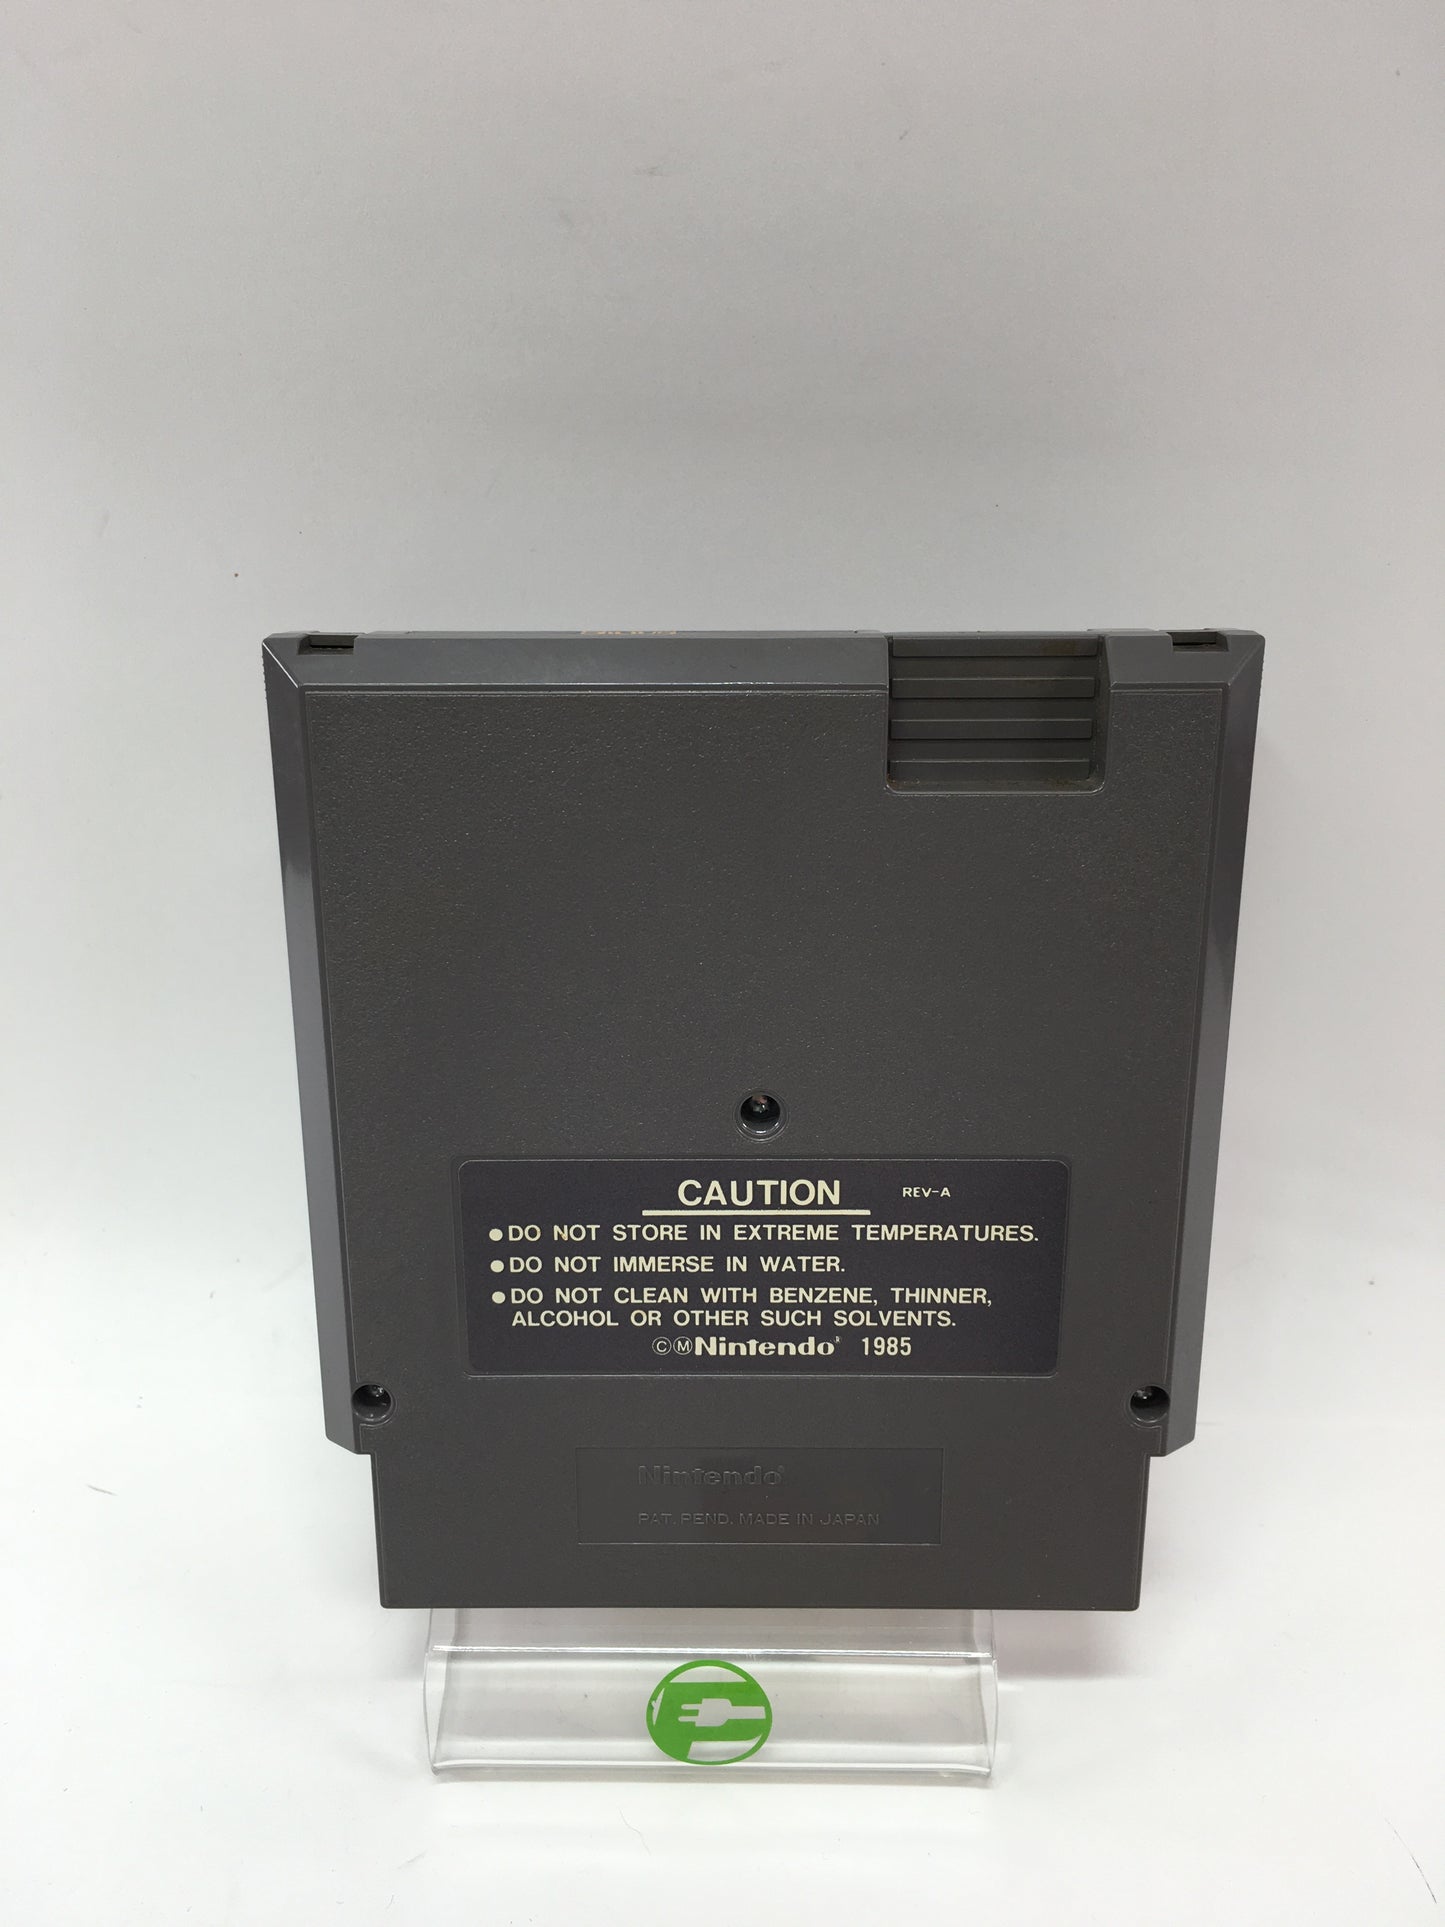 CAUTION REV-A
●DO NOT STORE IN EXTREME TEMPERATURES.
●DO NOT IMMERSE IN WATER.
●DO NOT CLEAN WITH BENZENE, THINNER,
ALCOHOL OR OTHER SUCH SOLVENTS.
ⒸⓂNintendo® 1985
Nintendo®
PAT. PEND. MADE IN JAPAN